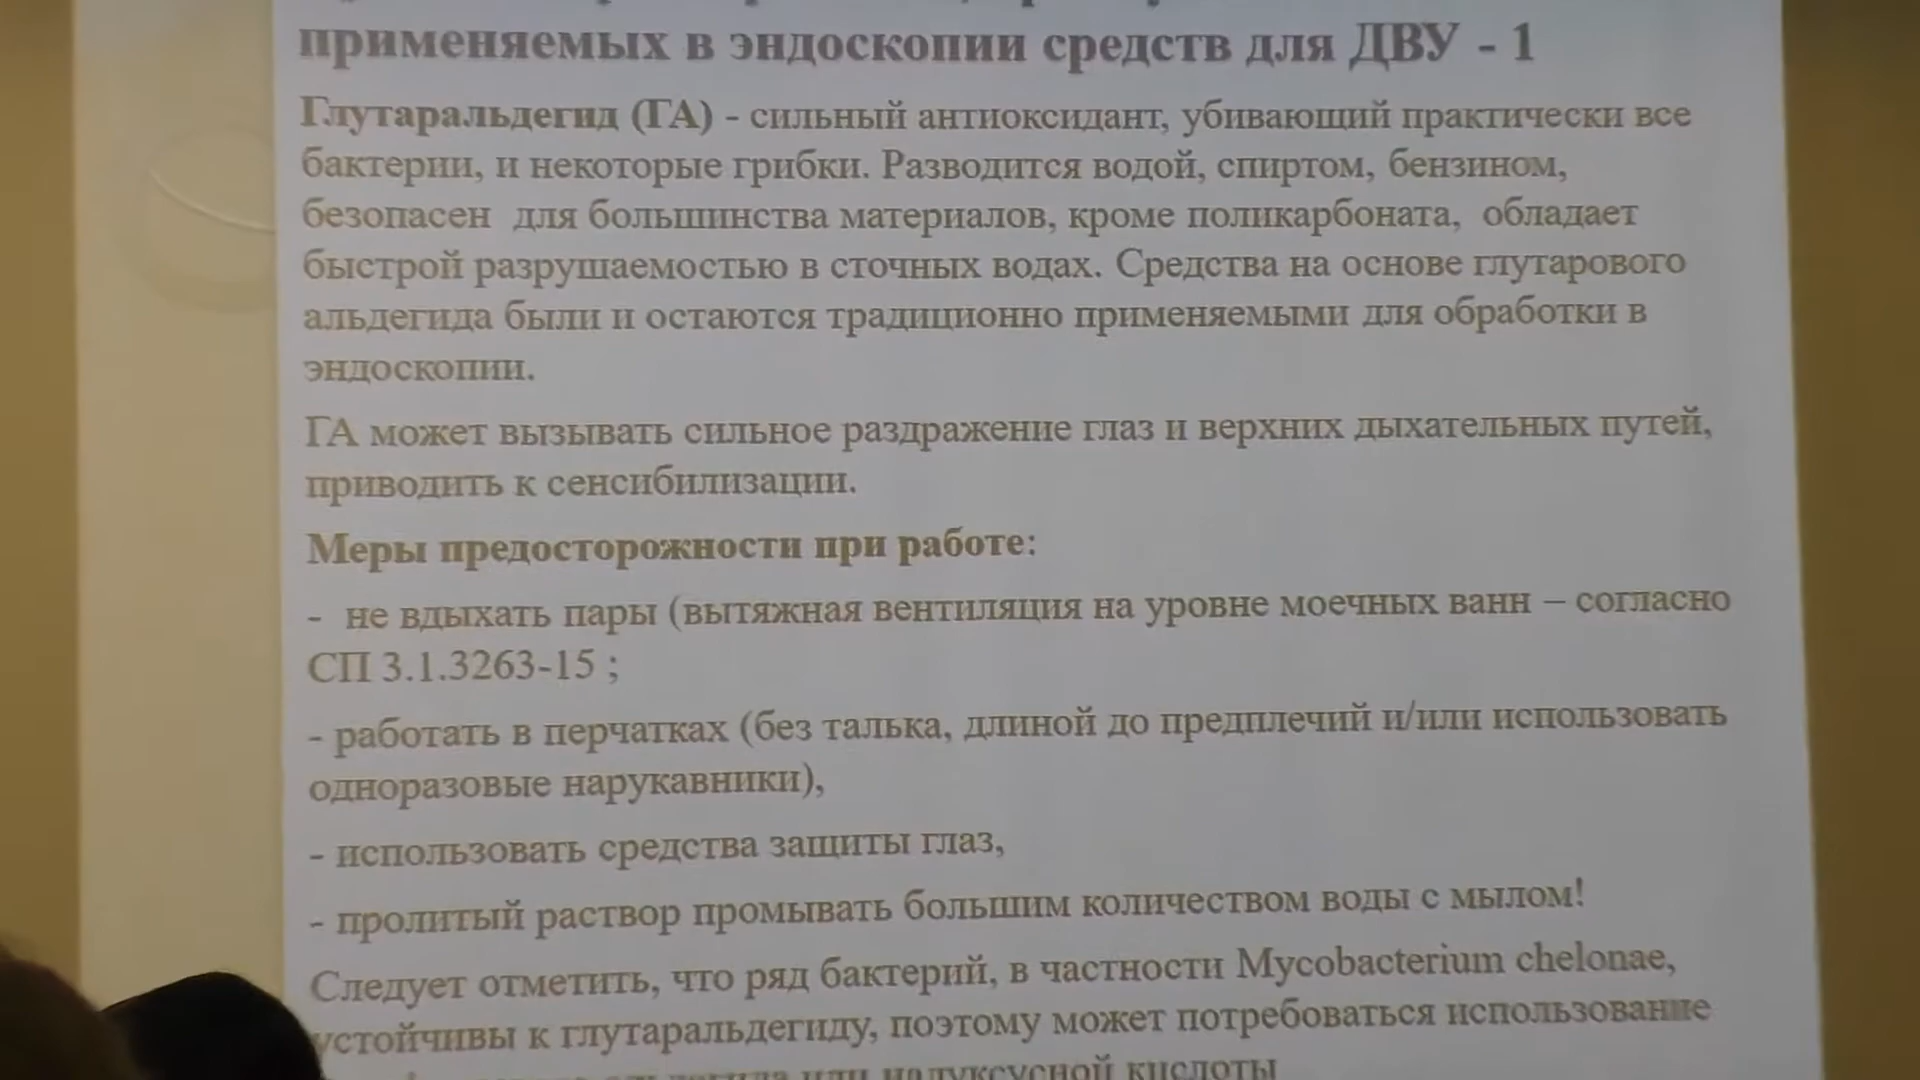 применяемых в эндоскопии средств для ДВУ - 1
Глутаральдегид (ГА) - сильный антиоксидант, убивающий практически все
бактерии, и некоторые грибки. Разводится водой, спиртом, бензином,
безопасен для большинства материалов, кроме поликарбоната, обладает
быстрой разрушаемостью в сточных водах. Средства на основе глутарового
альдегида были и остаются традиционно применяемыми для обработки в
эндоскопии.
ГА может вызывать сильное раздражение глаз и верхних дыхательных путей,
приводить к сенсибилизации.
Меры предосторожности при работе:
- не вдыхать пары (вытяжная вентиляция на уровне моечных ванн – согласно
СП 3.1.3263-15 ;
- работать в перчатках (без талька, длиной до предплечий и/или использовать
одноразовые нарукавники),
- использовать средства защиты глаз,
- пролитый раствор промывать большим количеством воды с мылом!
Следует отметить, что ряд бактерий, в частности Mycobacterium chelonae,
устойчивы к глутаральдегиду, поэтому может потребоваться использование
или надуксусной кислоты